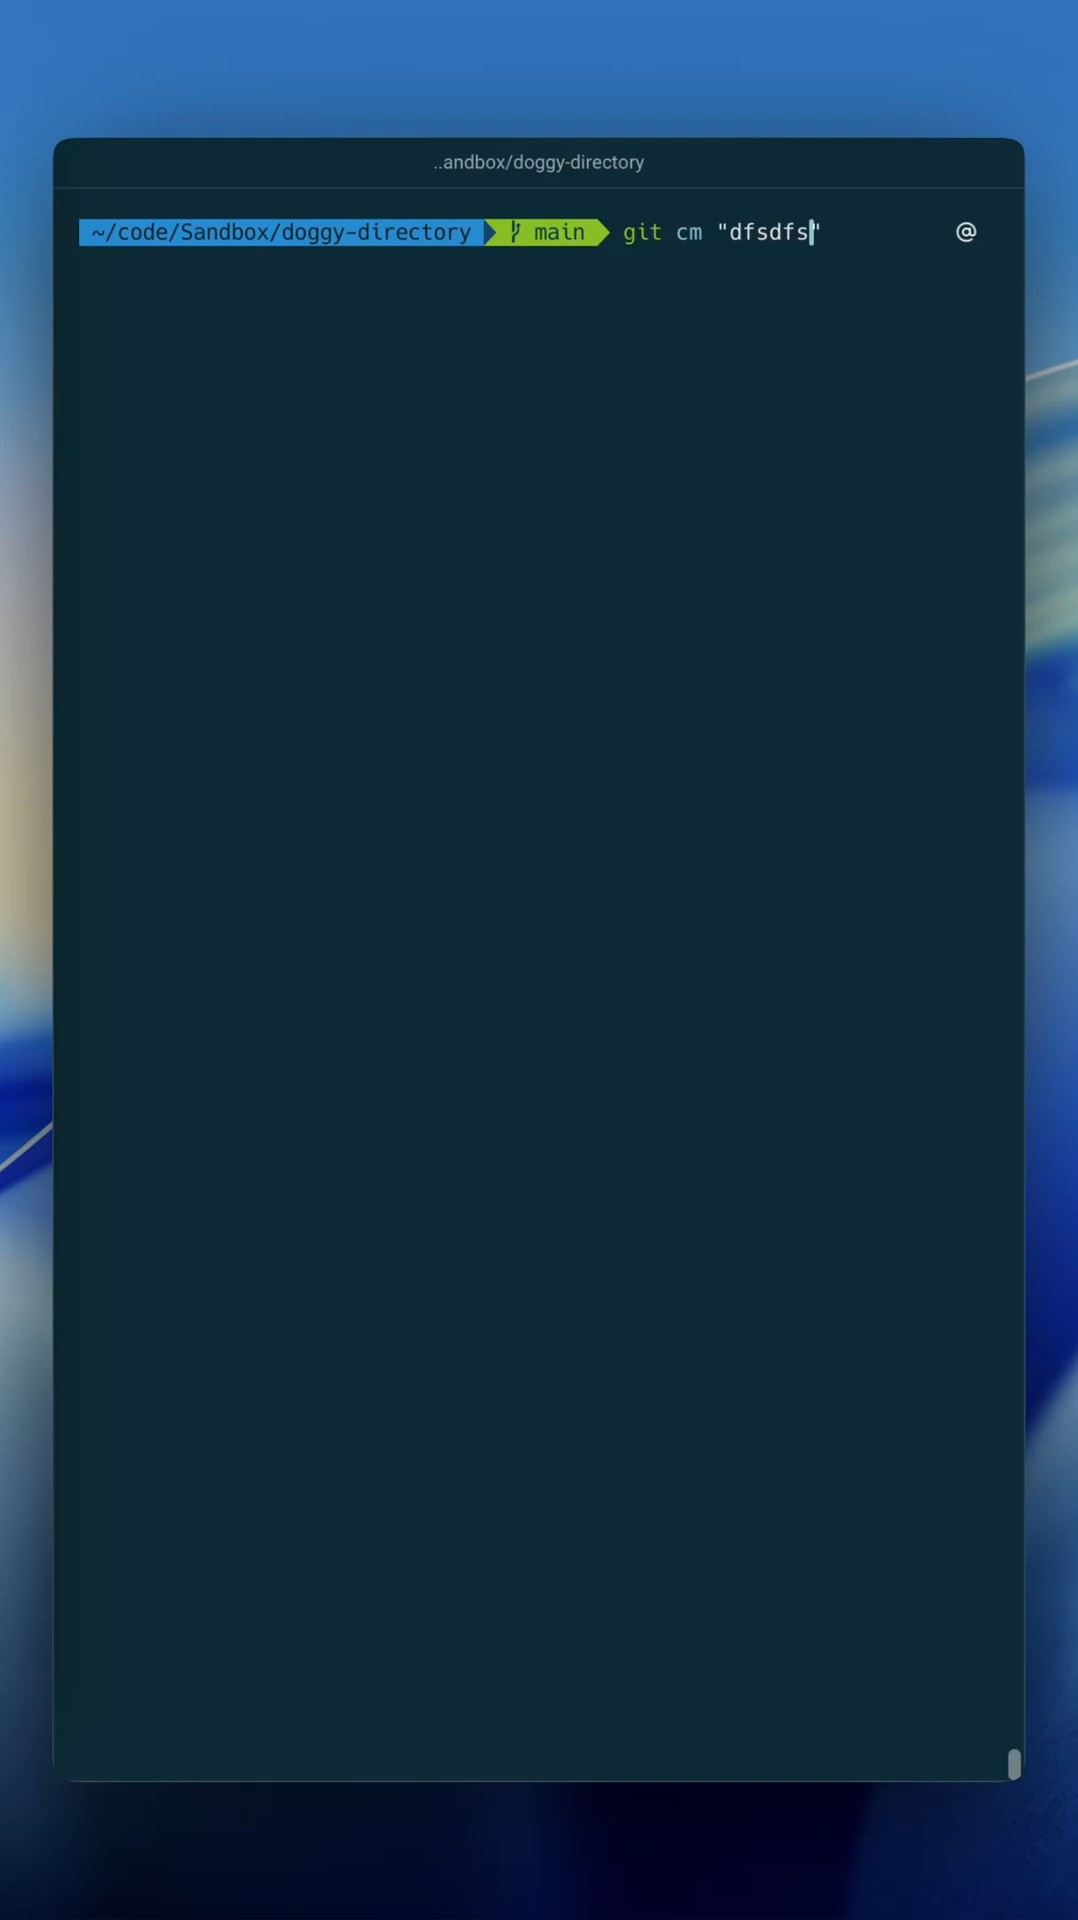 ..andbox/doggy-directory
~/code/Sandbox/doggy-directory main git cm "dfsdfs" @